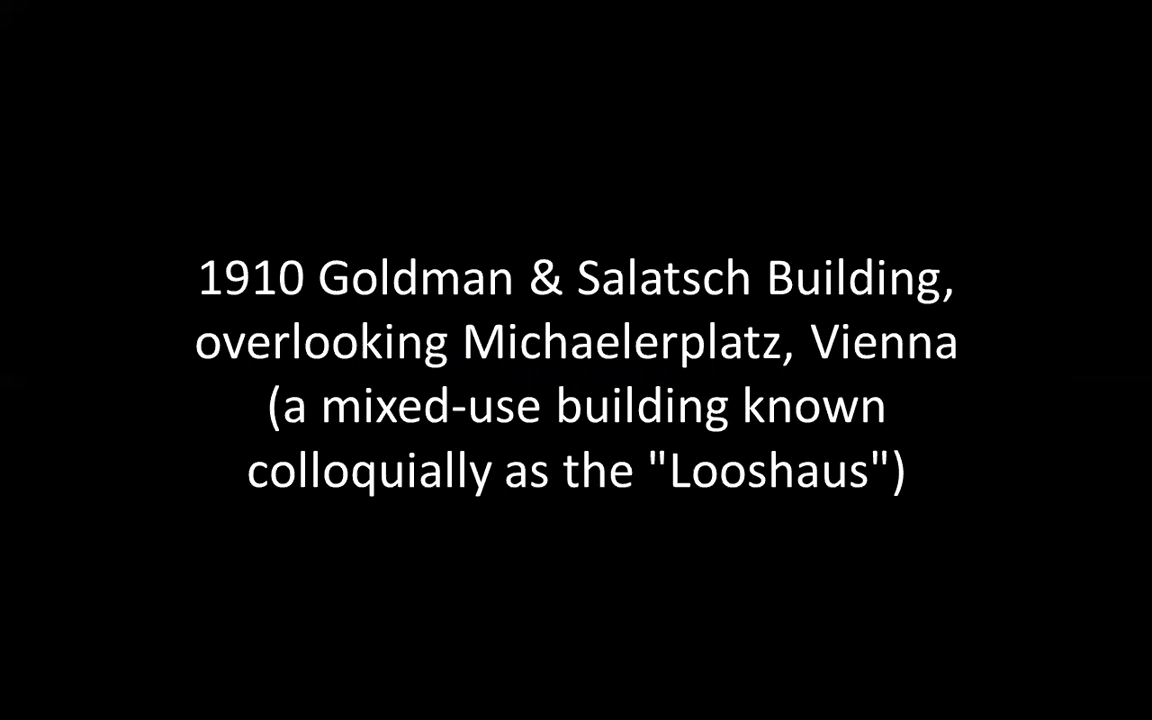 1910 Goldman & Salatsch Building,
overlooking Michaelerplatz, Vienna
(a mixed-use building known
colloquially as the "Looshaus")